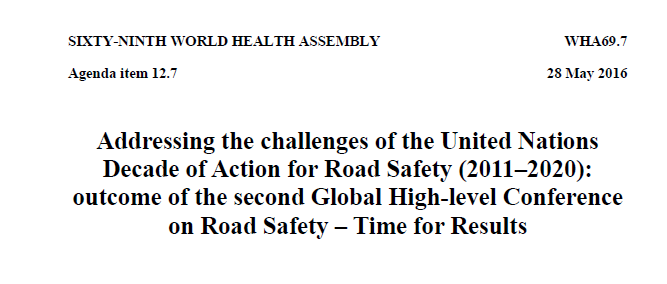 SIXTY-NINTH WORLD HEALTH ASSEMBLY WHA69.7
Agenda item 12.7 28 May 2016
Addressing the challenges of the United Nations
Decade of Action for Road Safety (2011–2020):
outcome of the second Global High-level Conference
on Road Safety – Time for Results